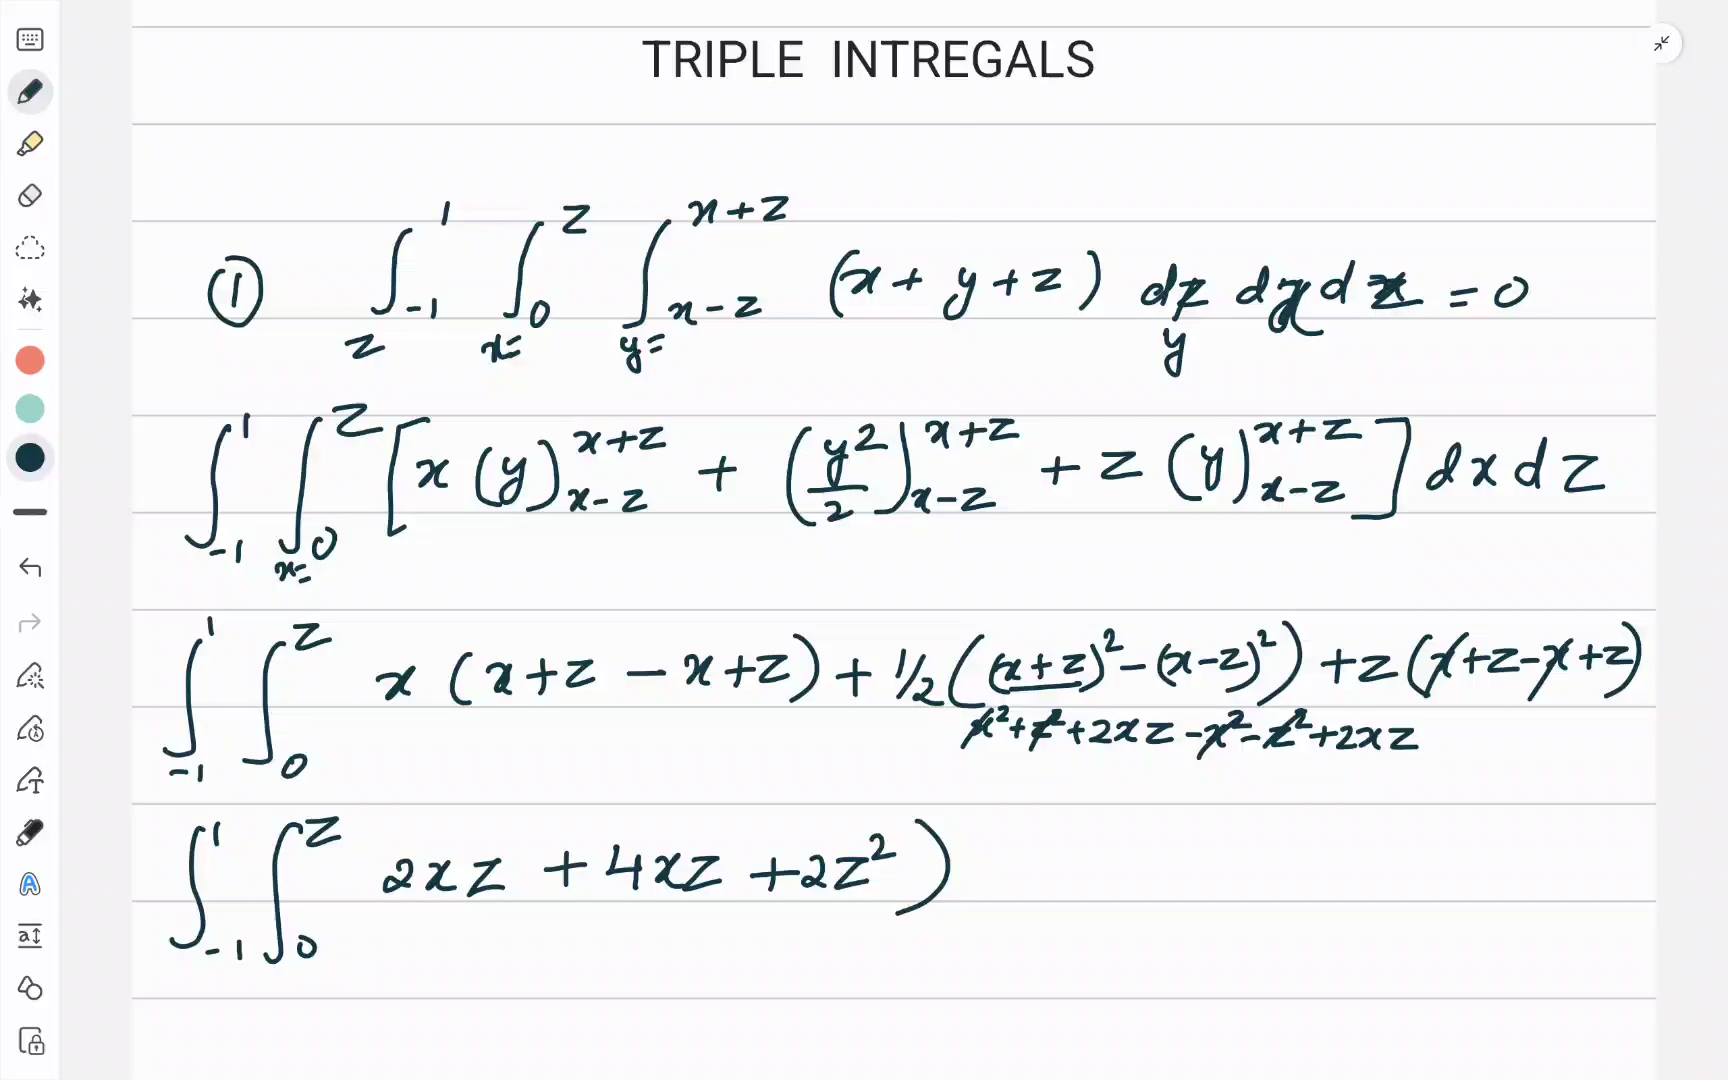 TRIPLE INTREGALS
① ∫_{-1}^{1} ∫_{0}^{z} ∫_{x-z}^{x+z} (x + y + z) dy dx dz = 0
z x= y= y
∫_{-1}^{1} ∫_{x=0}^{z} [ x (y)_{x-z}^{x+z} + (y²/2)_{x-z}^{x+z} + z (y)_{x-z}^{x+z} ] dx dz
∫_{-1}^{1} ∫_{0}^{z} x (x+z - x+z) + 1/2 ((x+z)² - (x-z)²) + z (x+z-x+z)
x²+z²+2xz -x²-z²+2xz
∫_{-1}^{1} ∫_{0}^{z} 2xz + 4xz +2z² )